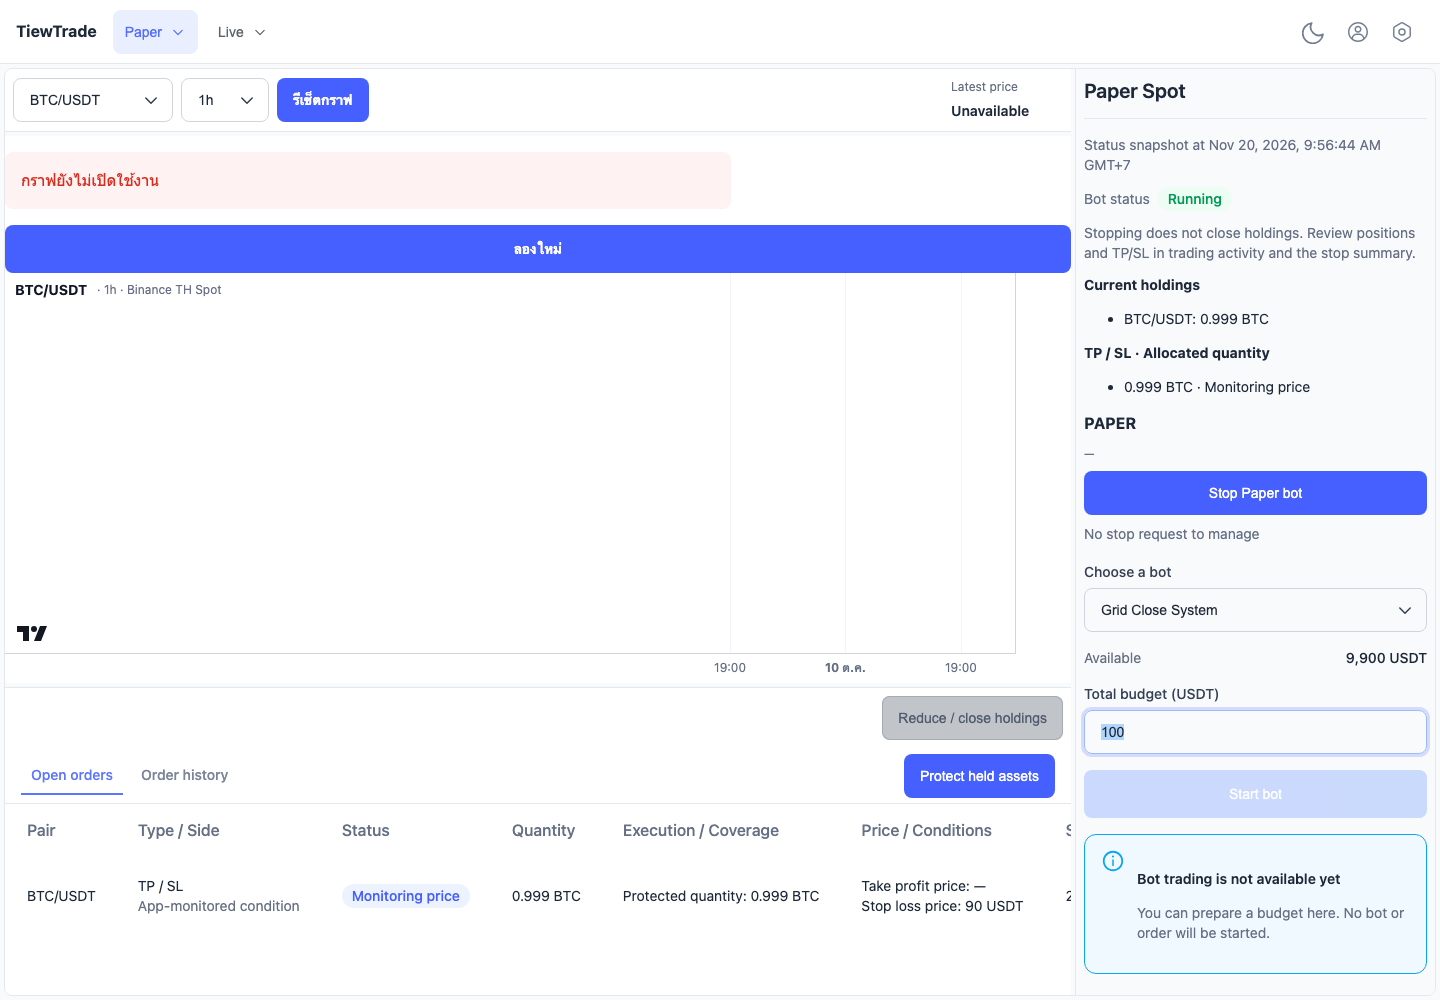 TiewTrade
Paper
Live
BTC/USDT
1h
รีเซ็ตกราฟ
Latest price
Unavailable
กราฟยังไม่เปิดใช้งาน
ลองใหม่
BTC/USDT · 1h · Binance TH Spot
19:00
10 ต.ค.
19:00
Reduce / close holdings
Open orders
Order history
Protect held assets
Pair
Type / Side
Status
Quantity
Execution / Coverage
Price / Conditions
BTC/USDT
TP / SL
App-monitored condition
Monitoring price
0.999 BTC
Protected quantity: 0.999 BTC
Take profit price: —
Stop loss price: 90 USDT
Paper Spot
Status snapshot at Nov 20, 2026, 9:56:44 AM
GMT+7
Bot status
Running
Stopping does not close holdings. Review positions
and TP/SL in trading activity and the stop summary.
Current holdings
• BTC/USDT: 0.999 BTC
TP / SL · Allocated quantity
• 0.999 BTC · Monitoring price
PAPER
—
Stop Paper bot
No stop request to manage
Choose a bot
Grid Close System
Available
9,900 USDT
Total budget (USDT)
100
Start bot
Bot trading is not available yet
You can prepare a budget here. No bot or
order will be started.